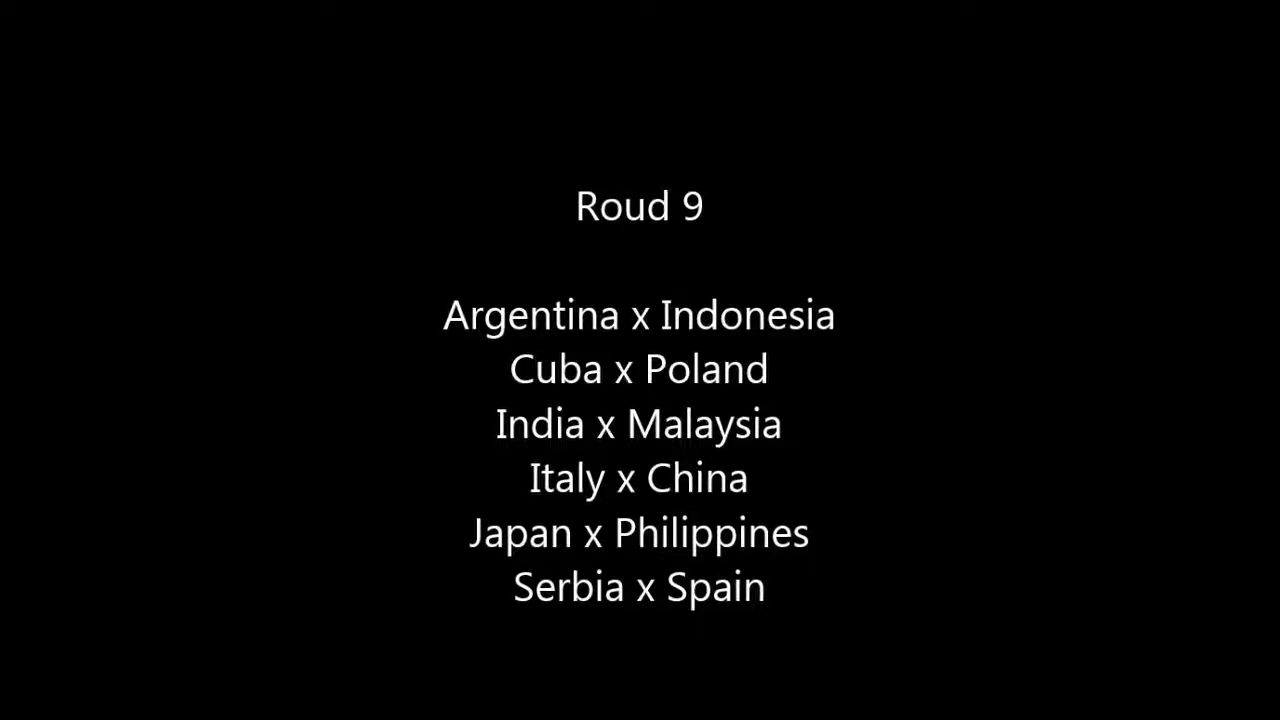 Roud 9
Argentina x Indonesia
Cuba x Poland
India x Malaysia
Italy x China
Japan x Philippines
Serbia x Spain